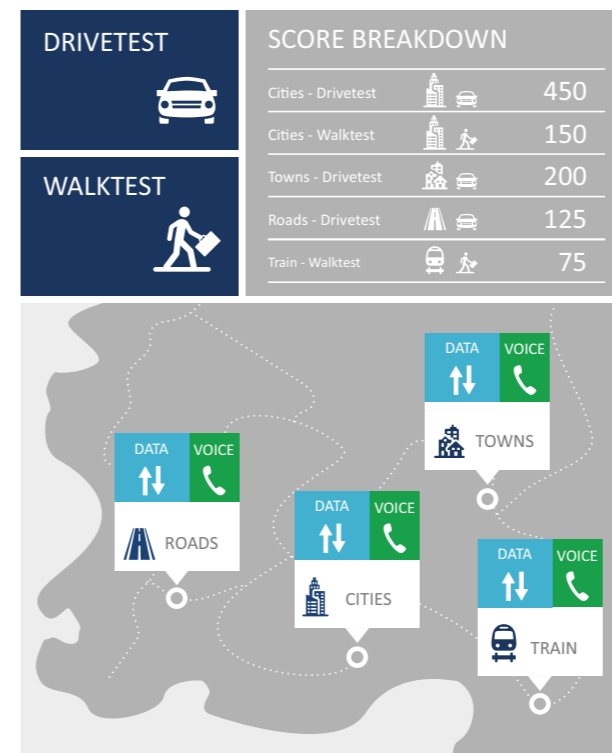 DRIVETEST
WALKTEST
SCORE BREAKDOWN
Cities - Drivetest 450
Cities - Walktest 150
Towns - Drivetest 200
Roads - Drivetest 125
Train - Walktest 75
DATA VOICE
TOWNS
DATA VOICE
ROADS
DATA VOICE
CITIES
DATA VOICE
TRAIN